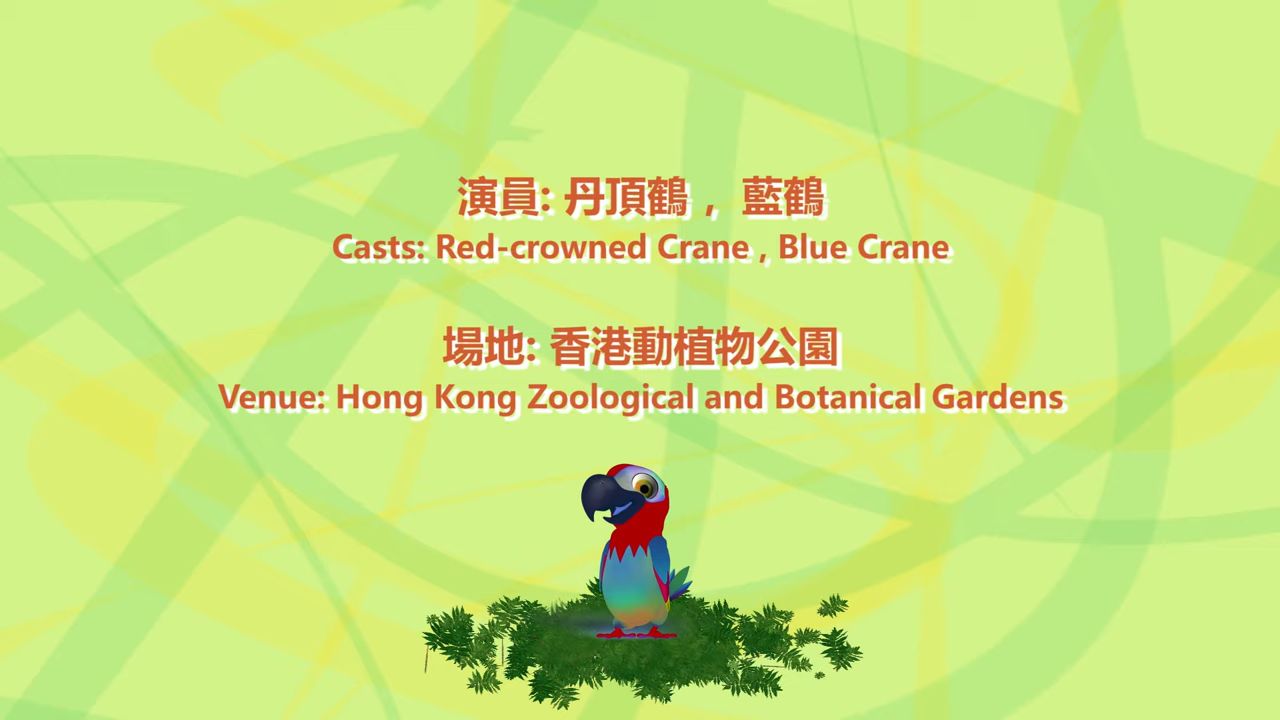 演員: 丹頂鶴， 藍鶴
Casts: Red-crowned Crane , Blue Crane
場地: 香港動植物公園
Venue: Hong Kong Zoological and Botanical Gardens